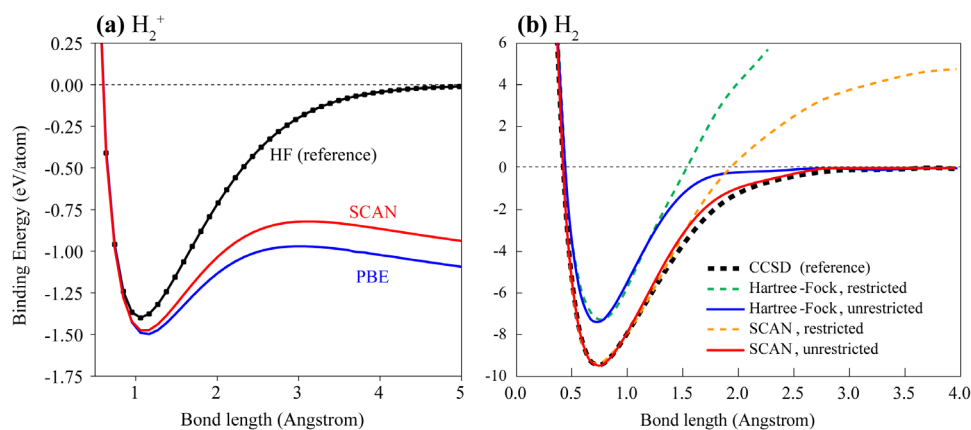 (a) H₂⁺
Binding Energy (eV/atom)
0.25
0.00
-0.25
-0.50
-0.75
-1.00
-1.25
-1.50
-1.75
HF (reference)
SCAN
PBE
1 2 3 4 5
Bond length (Angstrom)
(b) H₂
6
4
2
0
-2
-4
-6
-8
-10
CCSD (reference)
Hartree-Fock, restricted
Hartree-Fock, unrestricted
SCAN, restricted
SCAN, unrestricted
0.0 0.5 1.0 1.5 2.0 2.5 3.0 3.5 4.0
Bond length (Angstrom)